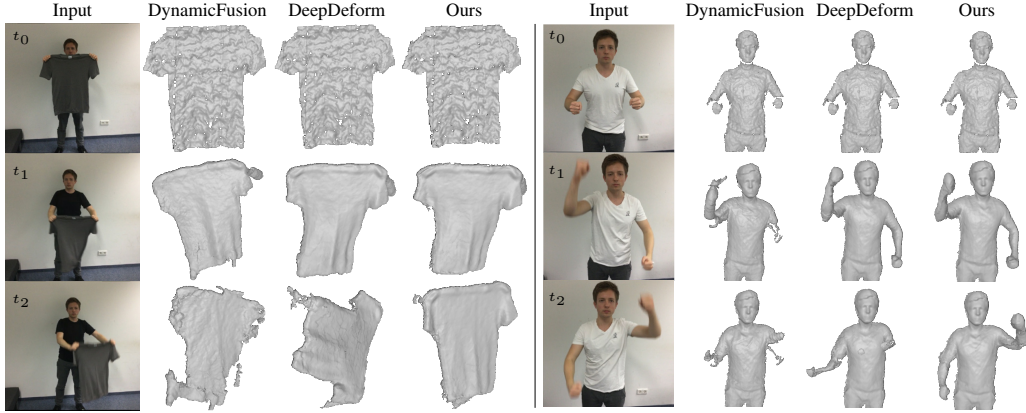 Input DynamicFusion DeepDeform Ours Input DynamicFusion DeepDeform Ours
t0 t0
t1 t1
t2 t2